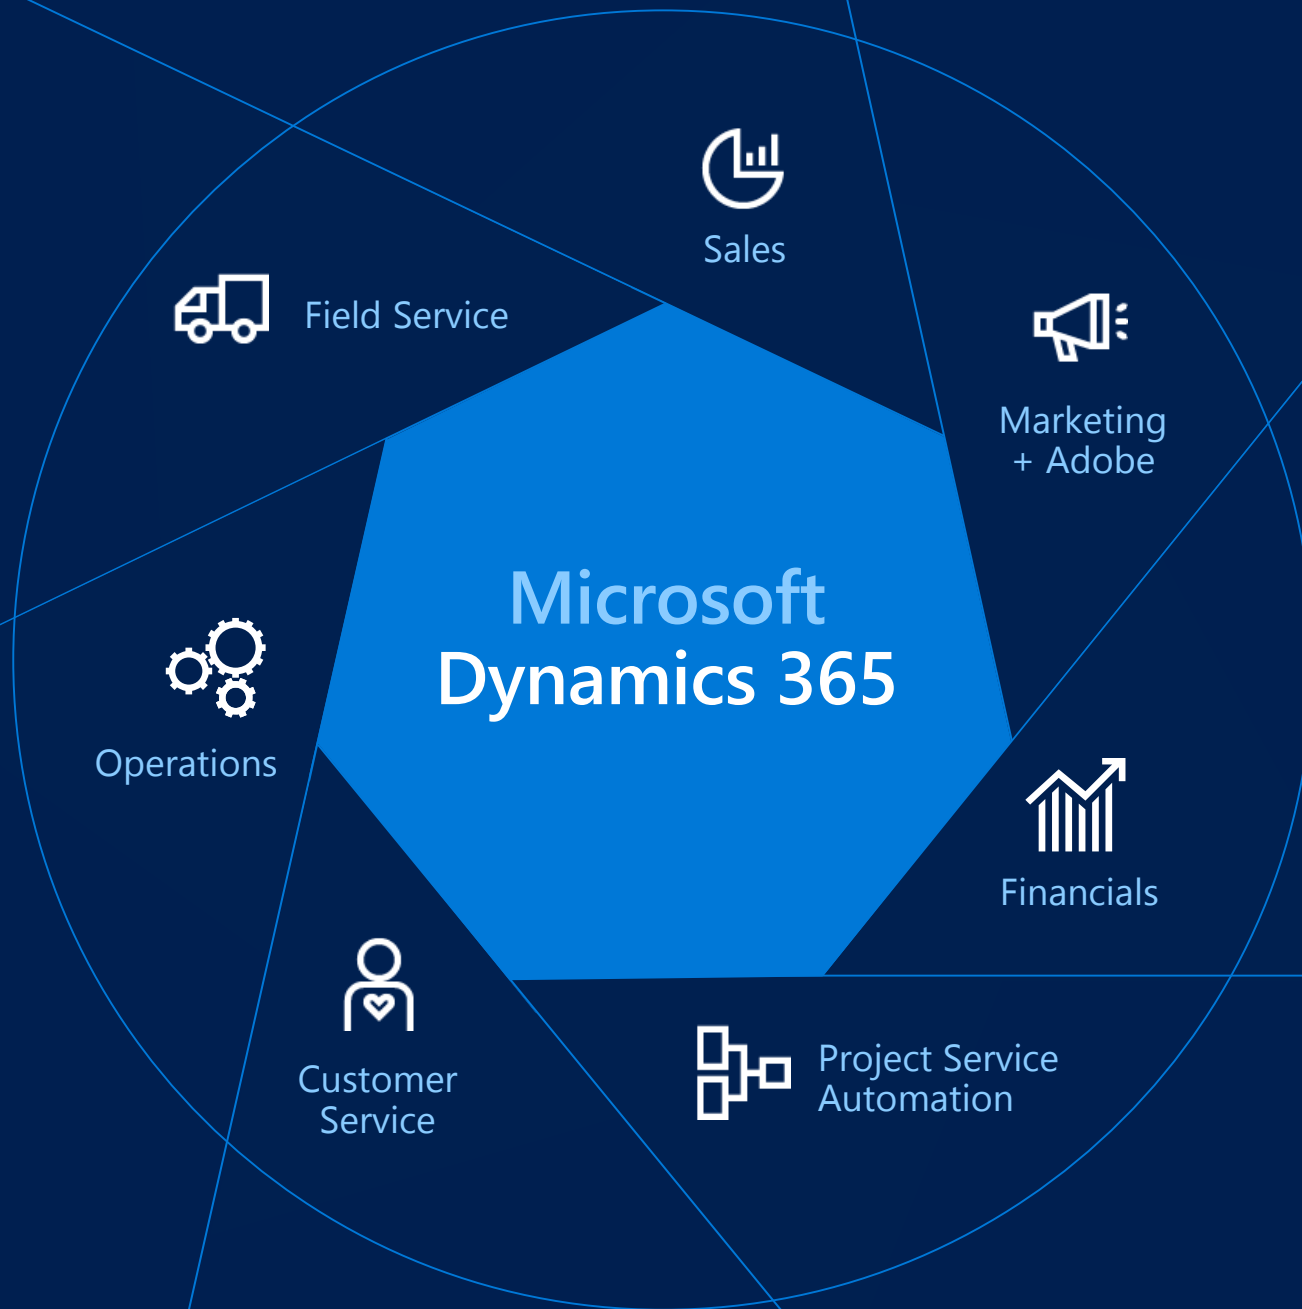 Sales
Field Service
Marketing
+ Adobe
Microsoft
Dynamics 365
Operations
Financials
Customer
Service
Project Service
Automation